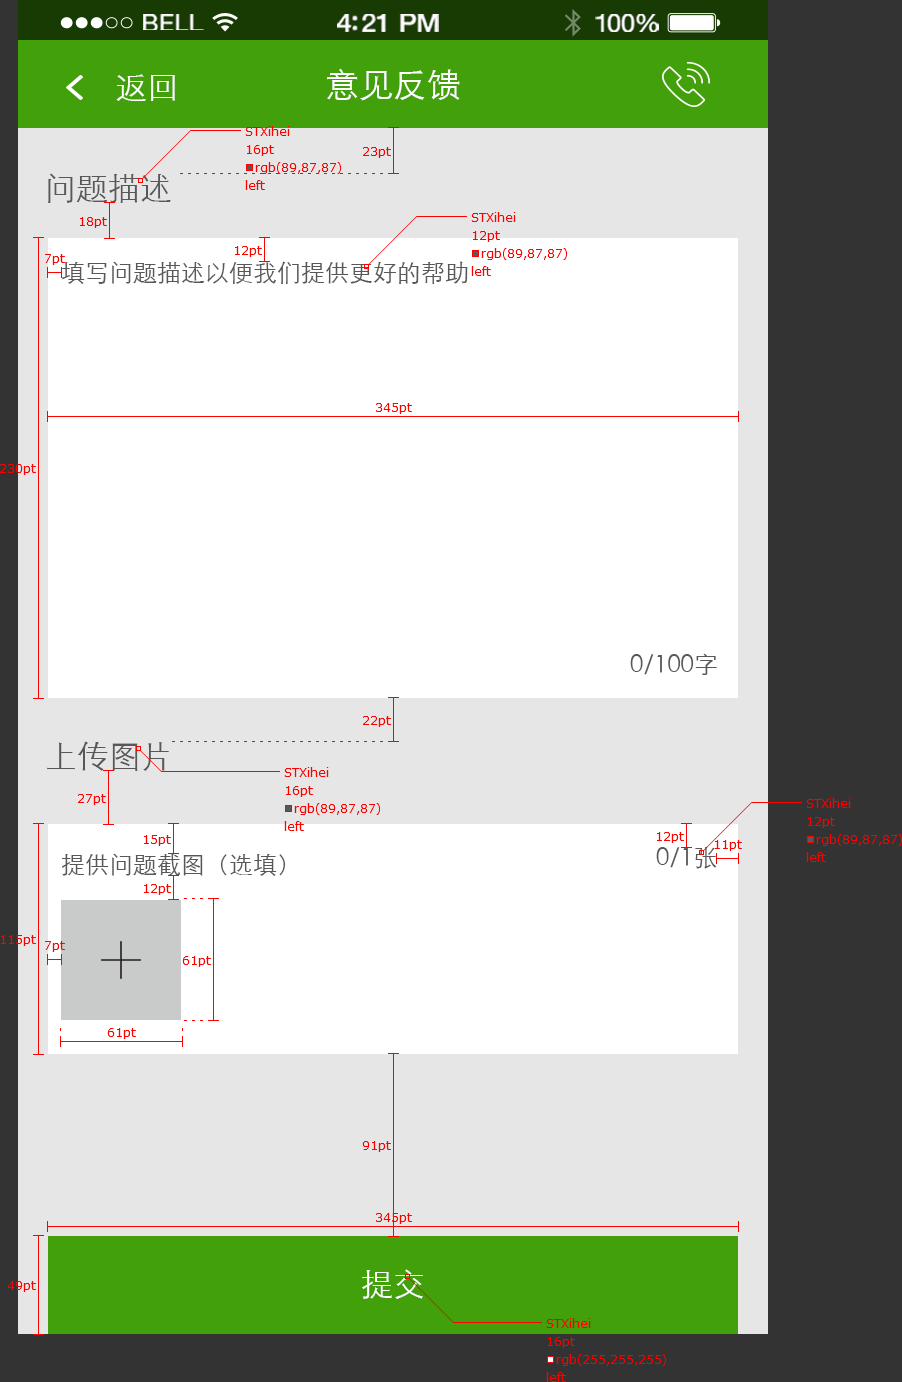 BELL 4:21 PM 100%
返回 意见反馈
STXihei
16pt
rgb(89,87,87)
left
23pt
问题描述
18pt
STXihei
12pt
rgb(89,87,87)
left
12pt
7pt
填写问题描述以便我们提供更好的帮助
345pt
230pt
0/100字
22pt
上传图片
STXihei
16pt
rgb(89,87,87)
left
27pt
STXihei
12pt
rgb(89,87,87)
left
15pt
12pt
11pt
提供问题截图（选填）
0/1张
12pt
115pt
7pt
61pt
61pt
91pt
345pt
49pt
提交
STXihei
16pt
rgb(255,255,255)
left